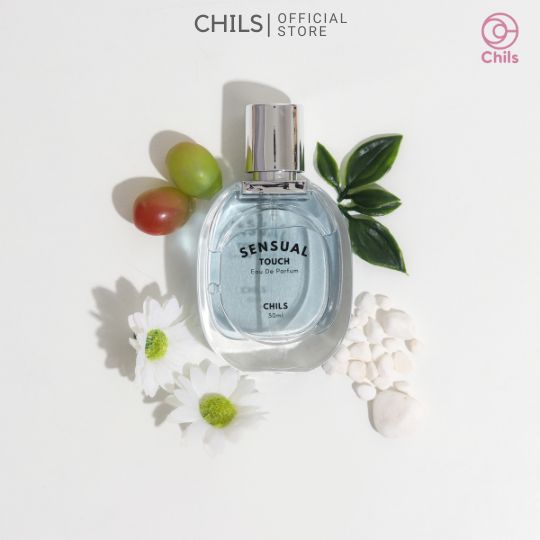 CHILS| OFFICIAL
STORE
Chils
SENSUAL
TOUCH
Eau De Parfum
CHILS
50ml